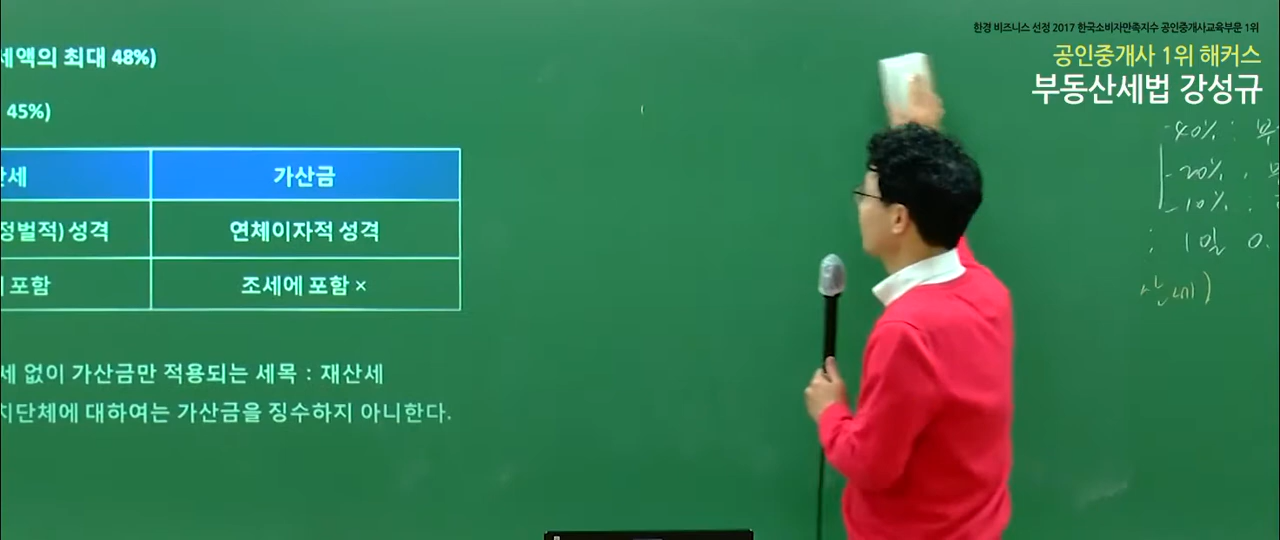 한경 비즈니스 선정 2017 한국소비자만족지수 공인중개사교육부문 1위
공인중개사 1위 해커스
부동산세법 강성규
세액의 최대 48%)
45%)
산세 가산금
정벌적) 성격 연체이자적 성격
포함 조세에 포함 ×
세 없이 가산금만 적용되는 세목 : 재산세
치단체에 대하여는 가산금을 징수하지 아니한다.
-40% : 부
-20% , 부
-10% :
; 1일 0.
산세)